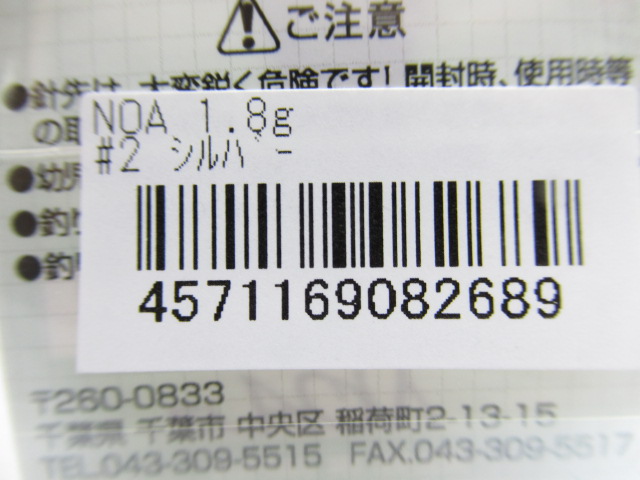 ご注意
●針先は、大変鋭く危険です! 開封時、使用時等
の取
NOA 1.8g
#2 シルバー
●幼児
●釣り
●釣
4571169082689
〒260-0833
千葉県 千葉市 中央区 稲荷町2-13-15
TEL.043-309-5515 FAX.043-309-5517